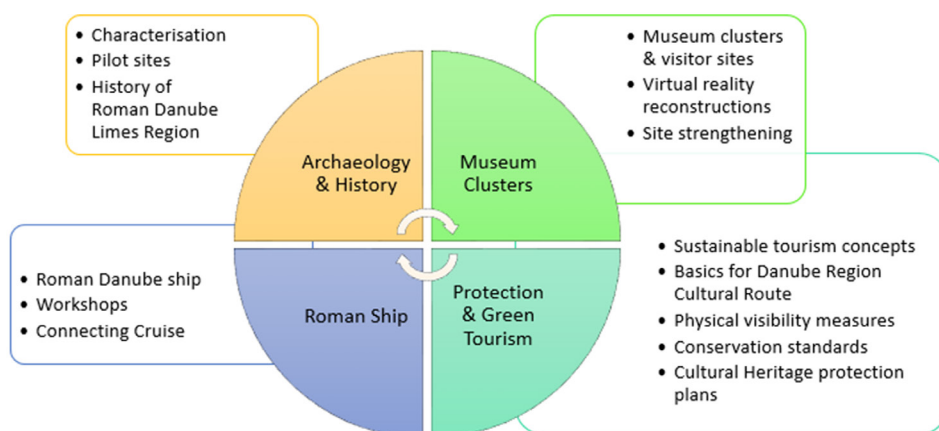 • Characterisation
• Pilot sites
• History of
Roman Danube
Limes Region
• Museum clusters
& visitor sites
• Virtual reality
reconstructions
• Site strengthening
Archaeology
& History
Museum
Clusters
• Roman Danube ship
• Workshops
• Connecting Cruise
Roman Ship
Protection
& Green
Tourism
• Sustainable tourism concepts
• Basics for Danube Region
Cultural Route
• Physical visibility measures
• Conservation standards
• Cultural Heritage protection
plans